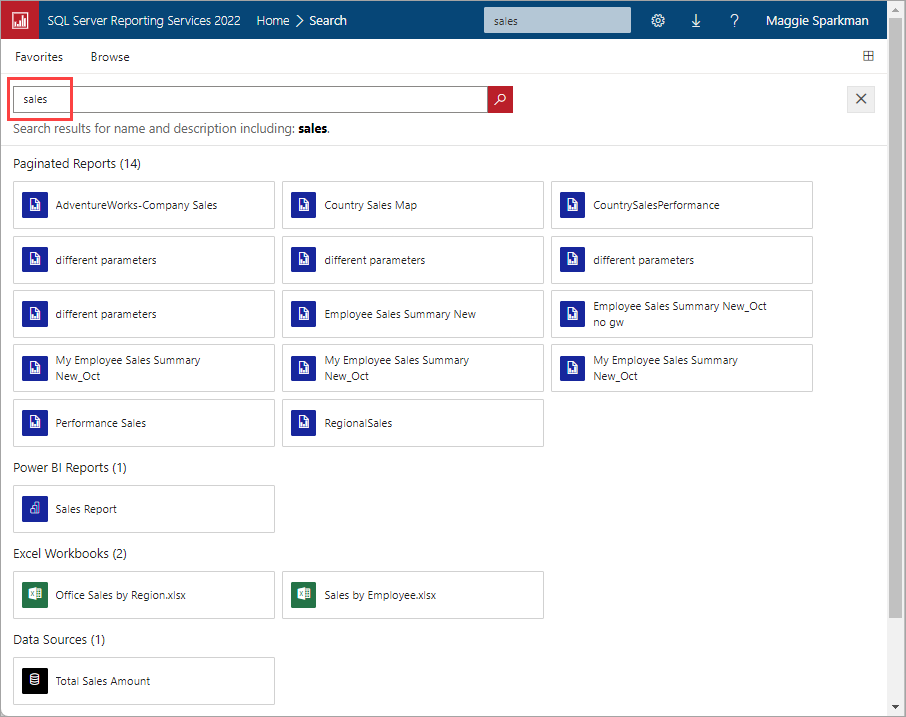 SQL Server Reporting Services 2022 Home > Search sales ? Maggie Sparkman
Favorites Browse
sales
Search results for name and description including: sales.
Paginated Reports (14)
AdventureWorks-Company Sales Country Sales Map CountrySalesPerformance
different parameters different parameters different parameters
different parameters Employee Sales Summary New Employee Sales Summary New_Oct
no gw
My Employee Sales Summary My Employee Sales Summary My Employee Sales Summary
New_Oct New_Oct New_Oct
Performance Sales RegionalSales
Power BI Reports (1)
Sales Report
Excel Workbooks (2)
Office Sales by Region.xlsx Sales by Employee.xlsx
Data Sources (1)
Total Sales Amount